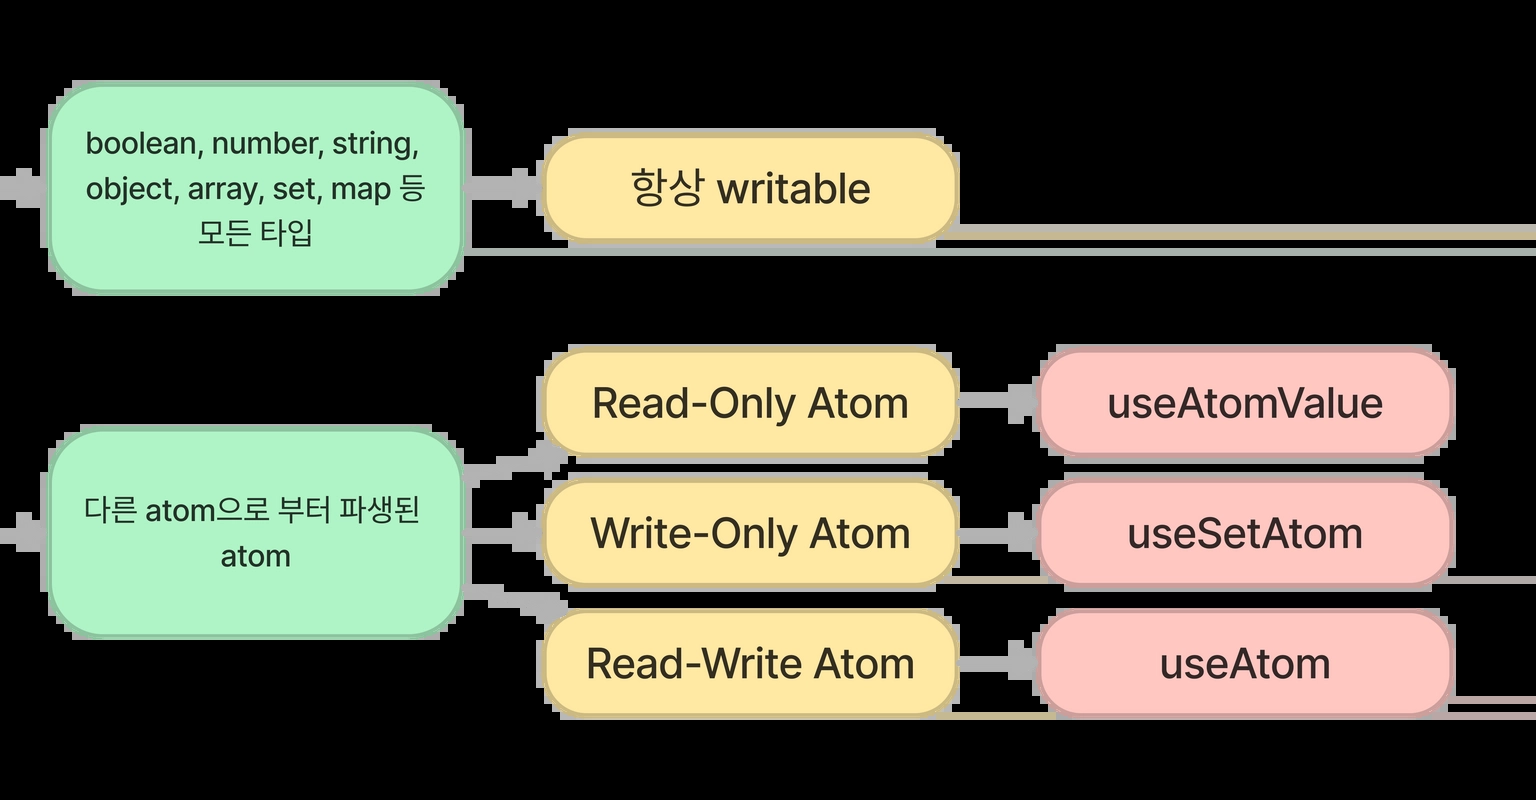 boolean, number, string,
object, array, set, map 등
모든 타입
항상 writable
다른 atom으로 부터 파생된
atom
Read-Only Atom
useAtomValue
Write-Only Atom
useSetAtom
Read-Write Atom
useAtom